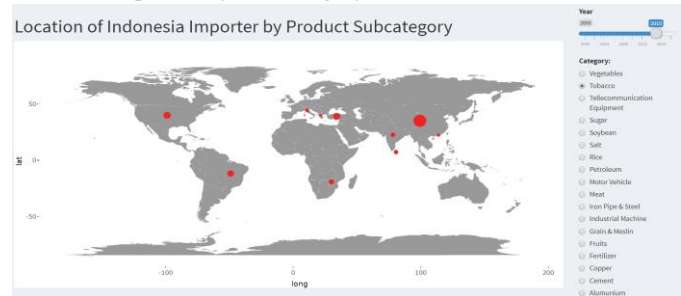 Location of Indonesia Importer by Product Subcategory
50-
0-
-50-
lat
-100
0
100
200
long
Year
2015
Category:
Vegetables
Tobacco
Tellecommunication
Equipment
Sugar
Soybean
Salt
Rice
Petroleum
Motor Vehicle
Meat
Iron Pipe & Steel
Industrial Machine
Grain & Meslin
Fruits
Fertilizer
Copper
Cement
Alumunium